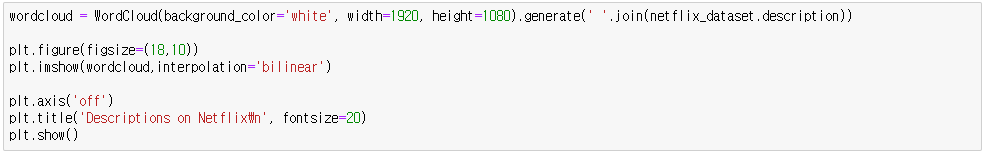 wordcloud = WordCloud(background_color='white', width=1920, height=1080).generate(' '.join(netflix_dataset.description))
plt.figure(figsize=(18,10))
plt.imshow(wordcloud,interpolation='bilinear')
plt.axis('off')
plt.title('Descriptions on Netflix₩n', fontsize=20)
plt.show()